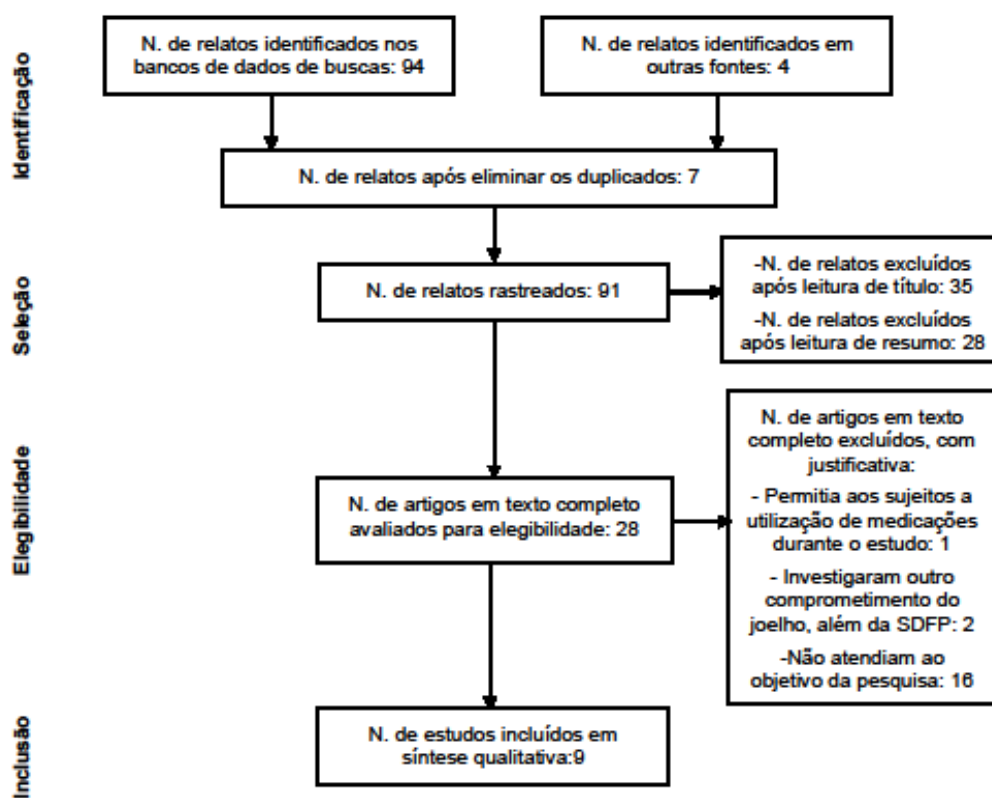 Identificação
N. de relatos identificados nos
bancos de dados de buscas: 94
N. de relatos identificados em
outras fontes: 4
N. de relatos após eliminar os duplicados: 7
Seleção
N. de relatos rastreados: 91
-N. de relatos excluídos
após leitura de título: 35
-N. de relatos excluídos
após leitura de resumo: 28
Elegibilidade
N. de artigos em texto completo
avaliados para elegibilidade: 28
N. de artigos em texto
completo excluídos, com
justificativa:
- Permitia aos sujeitos a
utilização de medicações
durante o estudo: 1
- Investigaram outro
comprometimento do
joelho, além da SDFP: 2
-Não atendiam ao
objetivo da pesquisa: 16
Inclusão
N. de estudos incluídos em
síntese qualitativa:9